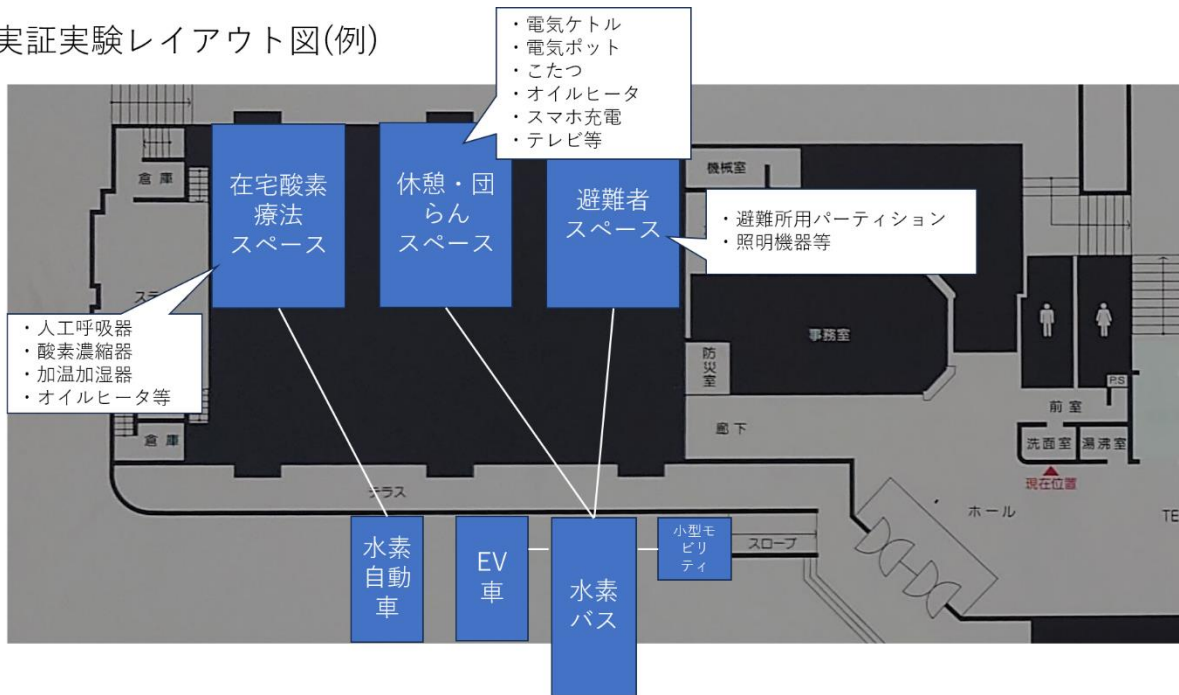 実証実験レイアウト図(例)
・電気ケトル
・電気ポット
・こたつ
・オイルヒータ
・スマホ充電
・テレビ等
倉庫
在宅酸素
療法
スペース
休憩・団
らん
スペース
避難者
スペース
機械室
・避難所用パーティション
・照明機器等
・人工呼吸器
・酸素濃縮器
・加温加湿器
・オイルヒータ等
事務室
防災室
PS
前室
倉庫
廊下
洗面室
湯沸室
現在位置
テラス
ホール
水素
自動
車
EV
車
水素
バス
小型モ
ビリ
ティ
スロープ